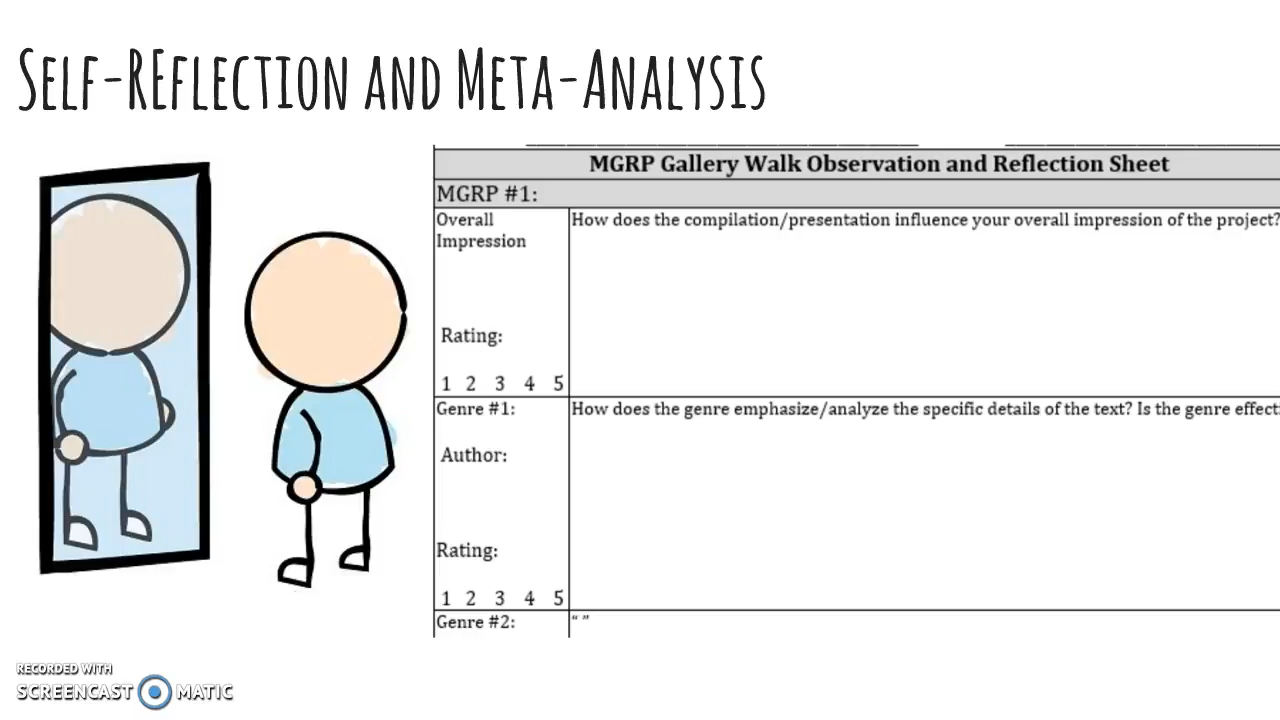 Self-REflection and Meta-Analysis
MGRP Gallery Walk Observation and Reflection Sheet
MGRP #1:
Overall Impression
How does the compilation/presentation influence your overall impression of the project?
Rating:
1 2 3 4 5
Genre #1:
How does the genre emphasize/analyze the specific details of the text? Is the genre
Author:
Rating:
1 2 3 4 5
Genre #2:
“ ”
RECORDED WITH
SCREENCAST MATIC